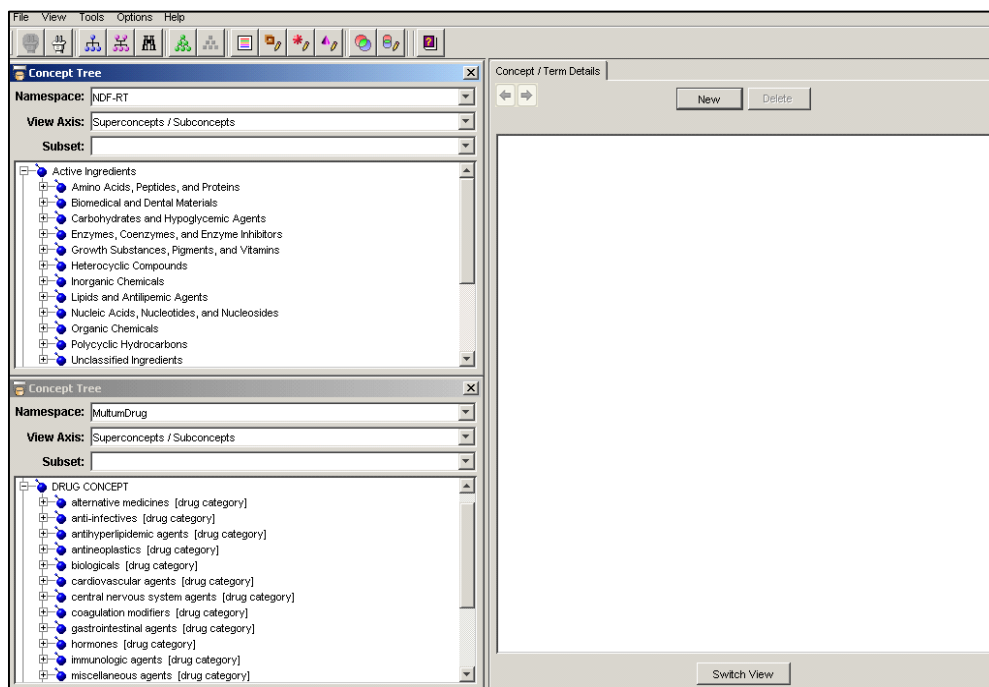 File View Tools Options Help
Concept Tree
Namespace: NDF-RT
View Axis: Superconcepts / Subconcepts
Subset:
Active Ingredients
Amino Acids, Peptides, and Proteins
Biomedical and Dental Materials
Carbohydrates and Hypoglycemic Agents
Enzymes, Coenzymes, and Enzyme Inhibitors
Growth Substances, Pigments, and Vitamins
Heterocyclic Compounds
Inorganic Chemicals
Lipids and Antilipemic Agents
Nucleic Acids, Nucleotides, and Nucleosides
Organic Chemicals
Polycyclic Hydrocarbons
Unclassified Ingredients
Concept Tree
Namespace: MultumDrug
View Axis: Superconcepts / Subconcepts
Subset:
DRUG CONCEPT
alternative medicines [drug category]
anti-infectives [drug category]
antihyperlipidemic agents [drug category]
antineoplastics [drug category]
biologicals [drug category]
cardiovascular agents [drug category]
central nervous system agents [drug category]
coagulation modifiers [drug category]
gastrointestinal agents [drug category]
hormones [drug category]
immunologic agents [drug category]
miscellaneous agents [drug category]
Concept / Term Details
New Delete
Switch View